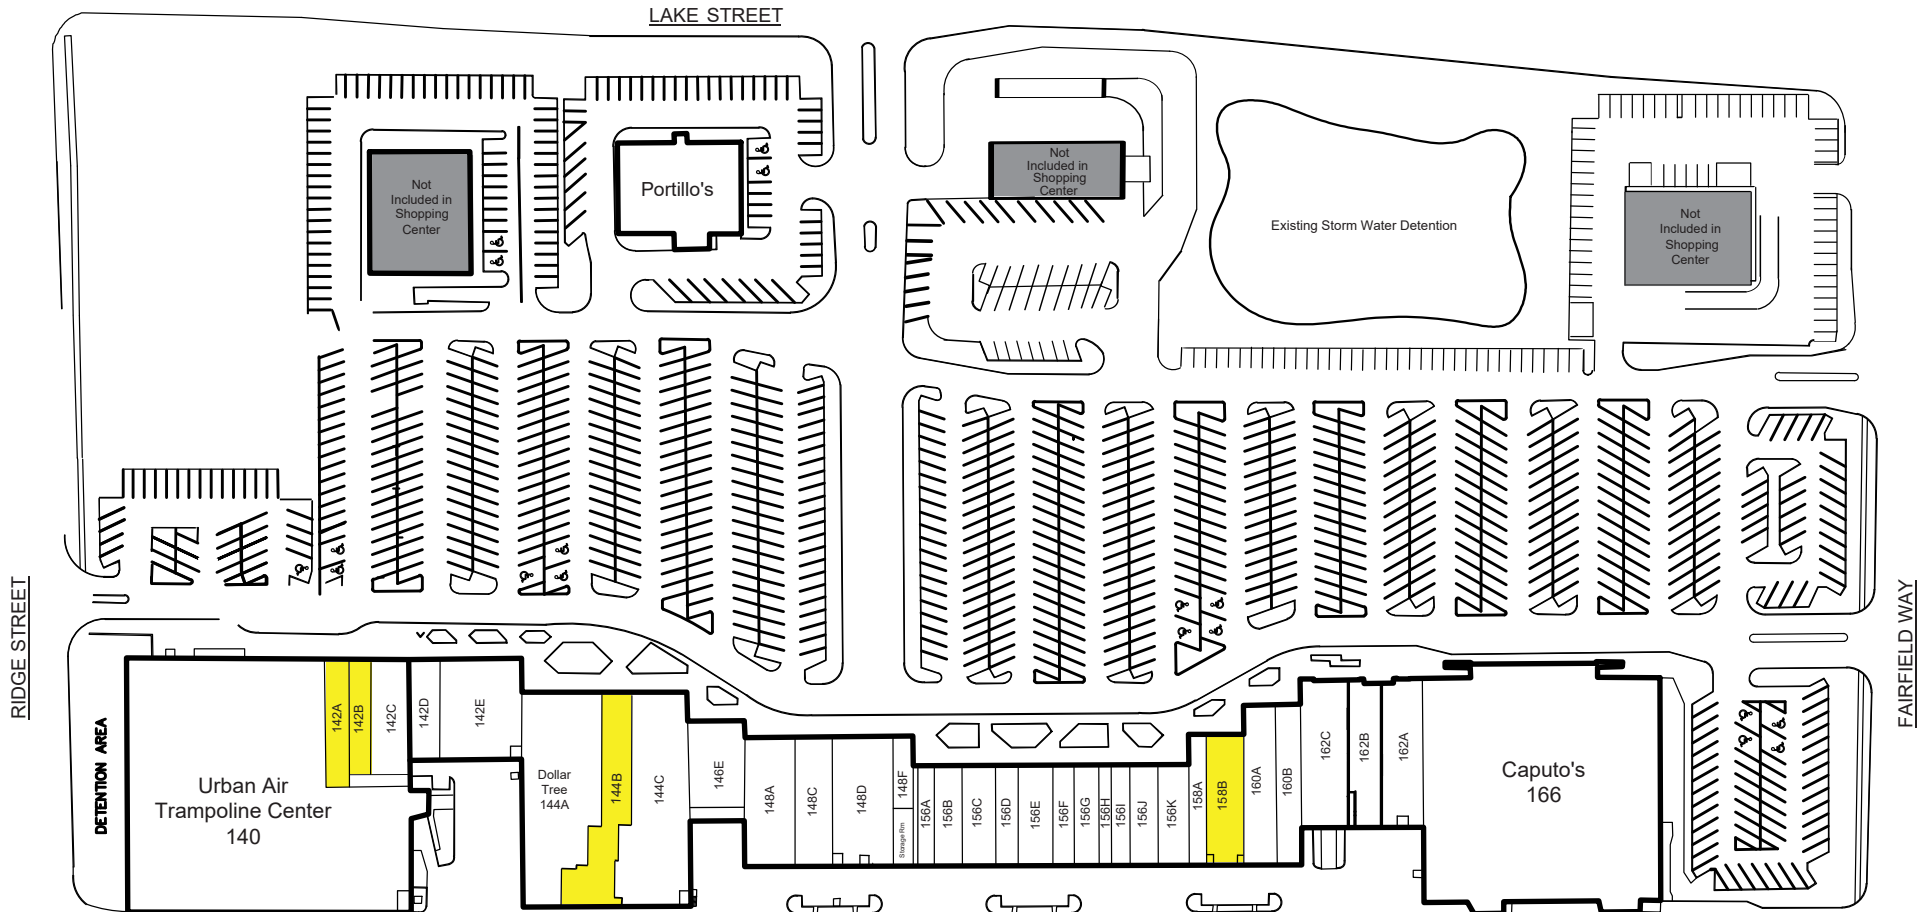 LAKE STREET
Not
Included in
Shopping
Center
Portillo's
Not
Included in
Shopping
Center
Existing Storm Water Detention
Not
Included in
Shopping
Center
RIDGE STREET
FAIRFIELD WAY
DETENTION AREA
Urban Air
Trampoline Center
140
142A
142B
142C
142D
142E
Dollar
Tree
144A
144B
144C
146E
148A
148C
148D
148F
Storage Rm
156A
156B
156C
156D
156E
156F
156G
156H
156I
156J
156K
158A
158B
160A
160B
162C
162B
162A
Caputo's
166